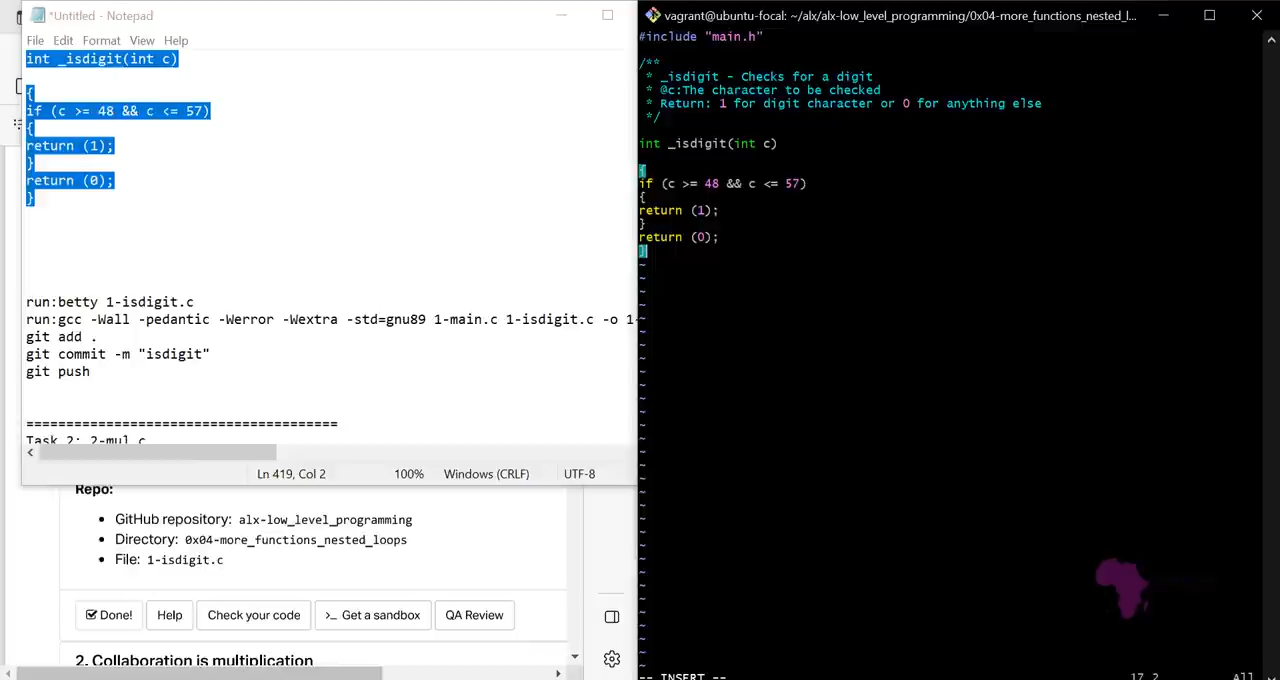 *Untitled - Notepad
File Edit Format View Help
int _isdigit(int c)
{
if (c >= 48 && c <= 57)
{
return (1);
}
return (0);
}
run:betty 1-isdigit.c
run:gcc -Wall -pedantic -Werror -Wextra -std=gnu89 1-main.c 1-isdigit.c -o 1-
git add .
git commit -m "isdigit"
git push
=======================================
Task 2: 2-mul.c
Ln 419, Col 2 100% Windows (CRLF) UTF-8
Repo:
• GitHub repository: alx-low_level_programming
• Directory: 0x04-more_functions_nested_loops
• File: 1-isdigit.c
Done! Help Check your code >_ Get a sandbox QA Review
2. Collaboration is multiplication
vagrant@ubuntu-focal: ~/alx/alx-low_level_programming/0x04-more_functions_nested_l...
#include "main.h"
/**
* _isdigit - Checks for a digit
* @c:The character to be checked
* Return: 1 for digit character or 0 for anything else
*/
int _isdigit(int c)
{
if (c >= 48 && c <= 57)
{
return (1);
}
return (0);
}
-- INSERT -- 17,2 All